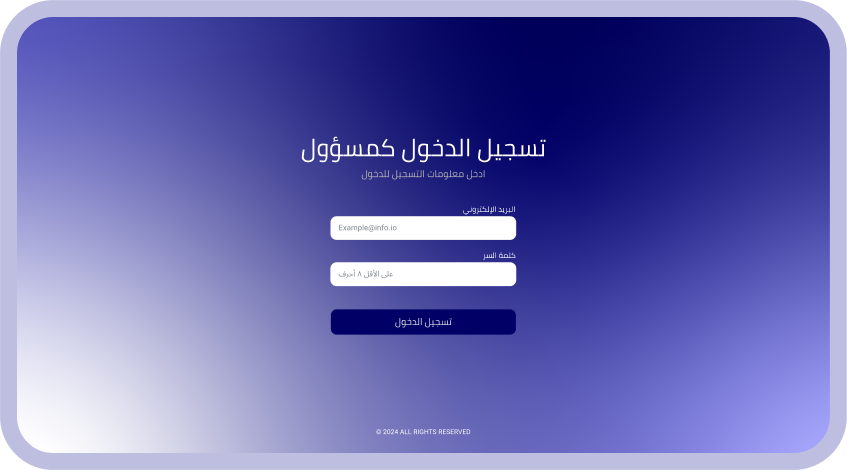 تسجيل الدخول كمسؤول
ادخل معلومات التسجيل للدخول
البريد الإلكتروني
Example@info.io
كلمة السر
على الأقل ٨ أحرف
تسجيل الدخول
© 2024 ALL RIGHTS RESERVED